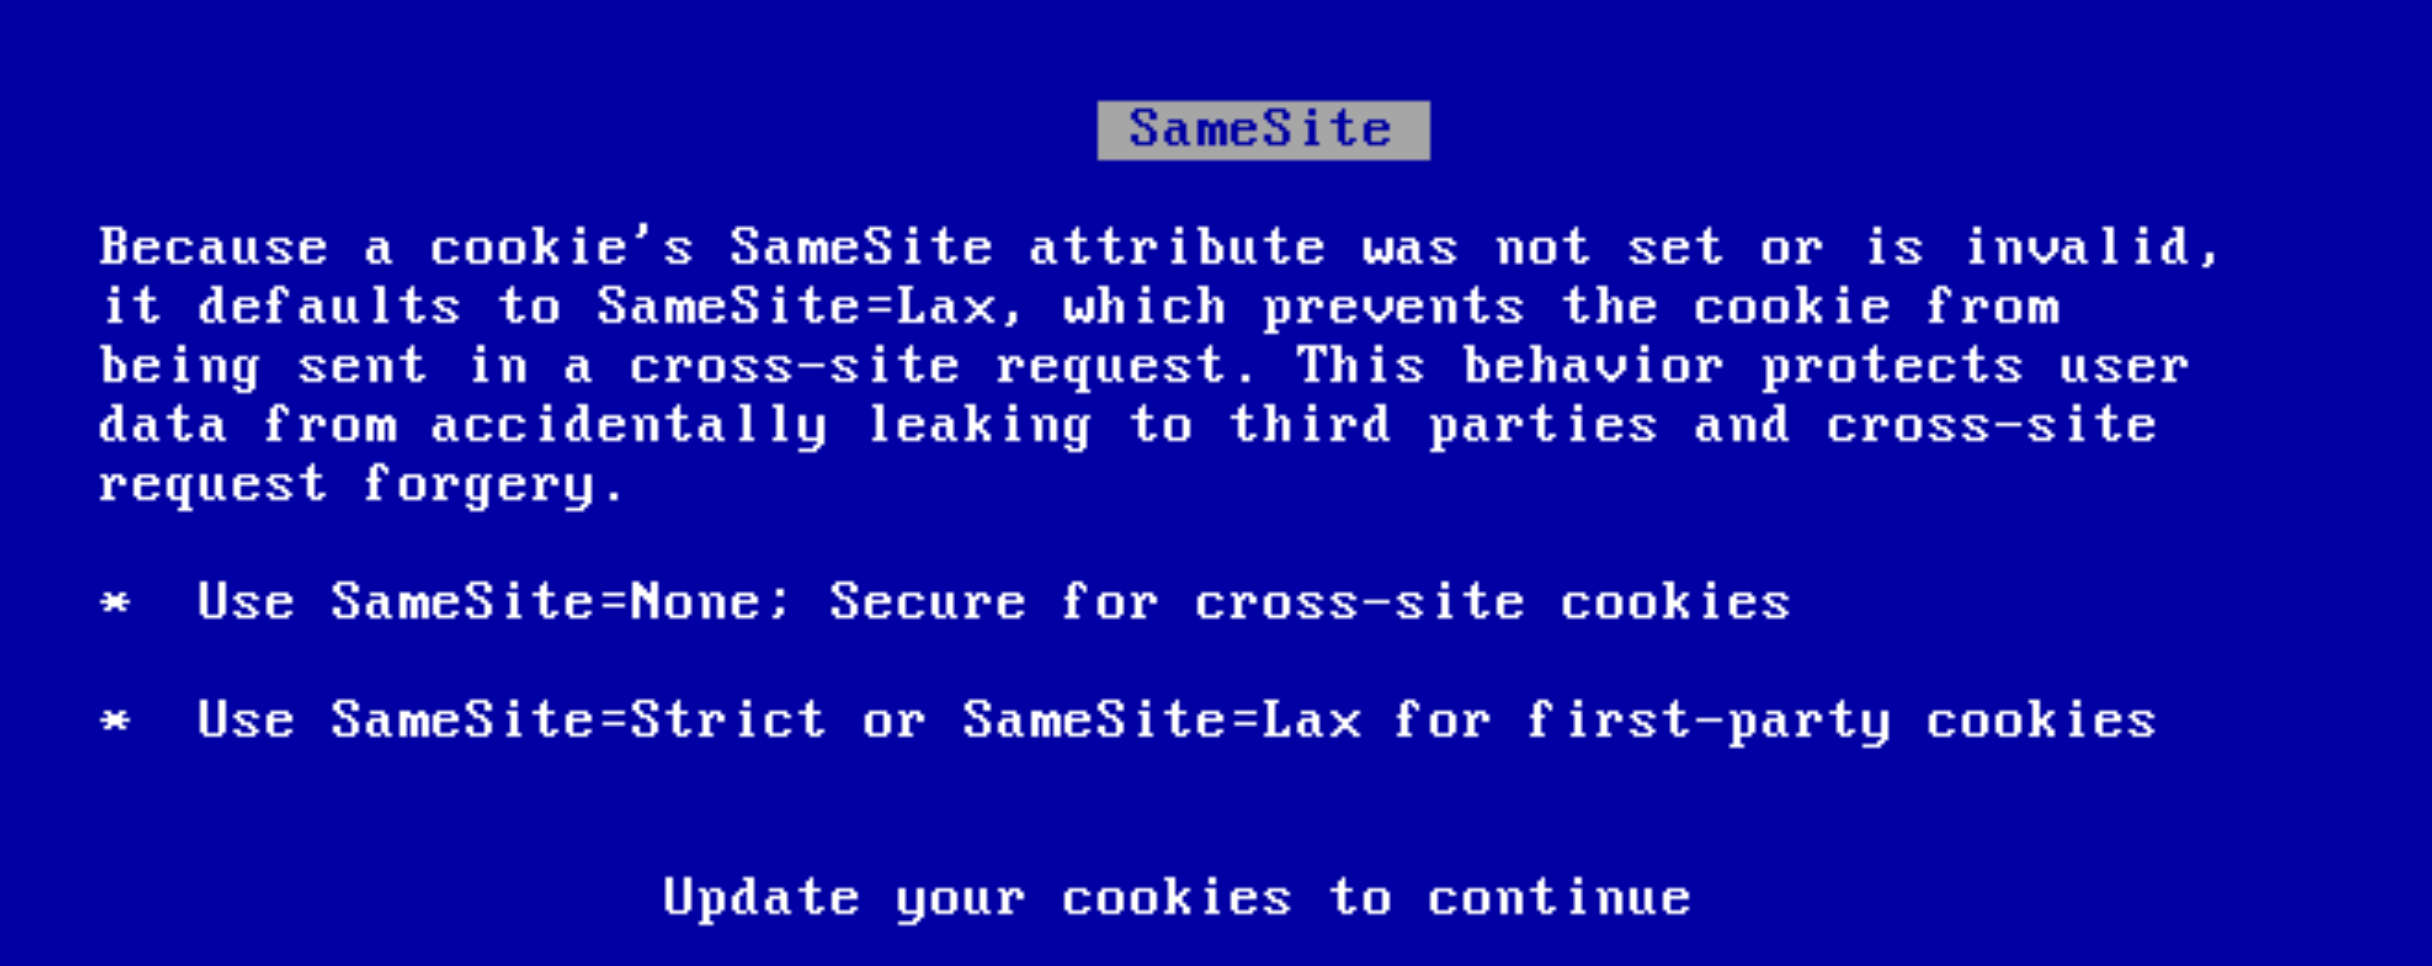 SameSite
Because a cookie's SameSite attribute was not set or is invalid,
it defaults to SameSite=Lax, which prevents the cookie from
being sent in a cross-site request. This behavior protects user
data from accidentally leaking to third parties and cross-site
request forgery.
* Use SameSite=None; Secure for cross-site cookies
* Use SameSite=Strict or SameSite=Lax for first-party cookies
Update your cookies to continue